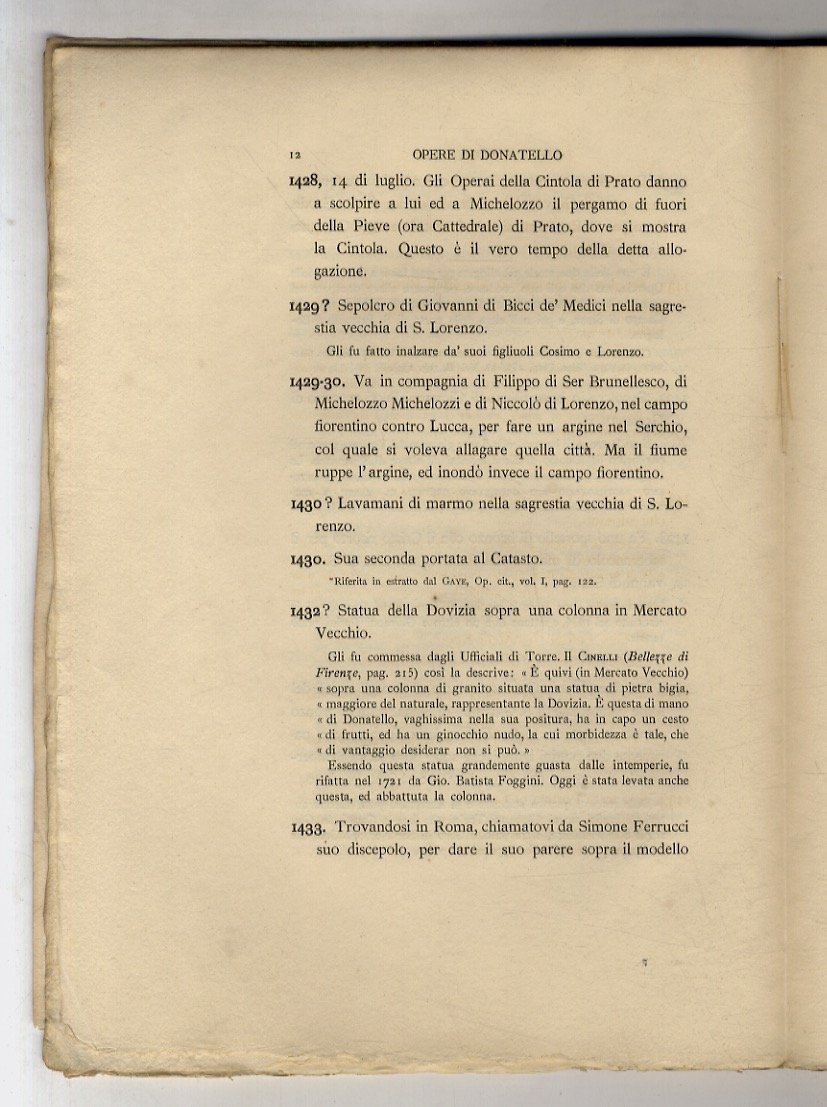 12 OPERE DI DONATELLO
1428, 14 di luglio. Gli Operai della Cintola di Prato danno
a scolpire a lui ed a Michelozzo il pergamo di fuori
della Pieve (ora Cattedrale) di Prato, dove si mostra
la Cintola. Questo è il vero tempo della detta allo-
gazione.
1429? Sepolcro di Giovanni di Bicci de' Medici nella sagre-
stia vecchia di S. Lorenzo.
Gli fu fatto inalzare da' suoi figliuoli Cosimo e Lorenzo.
1429-30. Va in compagnia di Filippo di Ser Brunellesco, di
Michelozzo Michelozzi e di Niccolò di Lorenzo, nel campo
fiorentino contro Lucca, per fare un argine nel Serchio,
col quale si voleva allagare quella città. Ma il fiume
ruppe l'argine, ed inondò invece il campo fiorentino.
1430? Lavamani di marmo nella sagrestia vecchia di S. Lo-
renzo.
1430. Sua seconda portata al Catasto.
*Riferita in estratto dal GAYE, Op. cit., vol. I, pag. 122.
1432? Statua della Dovizia sopra una colonna in Mercato
Vecchio.
Gli fu commessa dagli Ufficiali di Torre. Il CINELLI (Bellezze di
Firenze, pag. 215) così la descrive: « È quivi (in Mercato Vecchio)
« sopra una colonna di granito situata una statua di pietra bigia,
« maggiore del naturale, rappresentante la Dovizia. È questa di mano
« di Donatello, vaghissima nella sua positura, ha in capo un cesto
« di frutti, ed ha un ginocchio nudo, la cui morbidezza è tale, che
« di vantaggio desiderar non si può. »
Essendo questa statua grandemente guasta dalle intemperie, fu
rifatta nel 1721 da Gio. Batista Foggini. Oggi è stata levata anche
questa, ed abbattuta la colonna.
1433. Trovandosi in Roma, chiamatovi da Simone Ferrucci
suo discepolo, per dare il suo parere sopra il modello